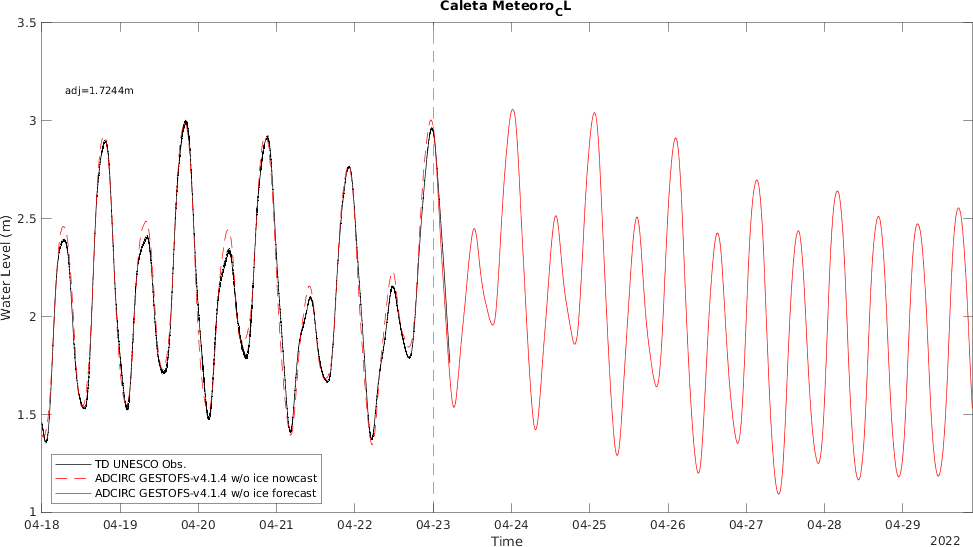 Caleta Meteoro_CL
3.5
adj=1.7244m
3
2.5
Water Level (m)
2
1.5
TD UNESCO Obs.
ADCIRC GESTOFS-v4.1.4 w/o ice nowcast
ADCIRC GESTOFS-v4.1.4 w/o ice forecast
1
04-18 04-19 04-20 04-21 04-22 04-23 04-24 04-25 04-26 04-27 04-28 04-29
Time
2022